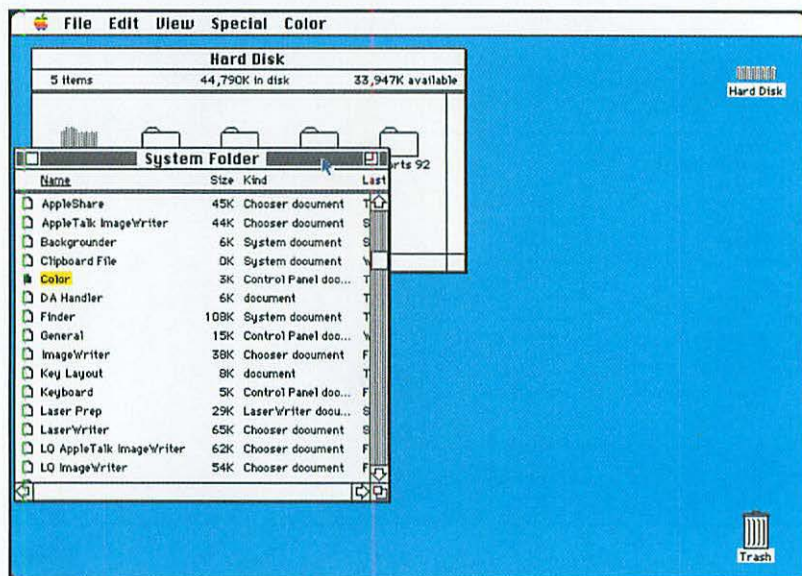 File Edit View Special Color
Hard Disk
5 items 44,790K in disk 33,947K available
Hard Disk
rts 92
System Folder
Name Size Kind Last
AppleShare 45K Chooser document T
AppleTalk ImageWriter 44K Chooser document S
Backgrounder 6K System document S
Clipboard File 0K System document W
Color 3K Control Panel doc... T
DA Handler 6K document T
Finder 108K System document T
General 15K Control Panel doc... W
ImageWriter 38K Chooser document F
Key Layout 8K document T
Keyboard 5K Control Panel doc... F
Laser Prep 29K LaserWriter docu... S
LaserWriter 65K Chooser document S
LQ AppleTalk ImageWriter 62K Chooser document F
LQ ImageWriter 54K Chooser document F
Trash